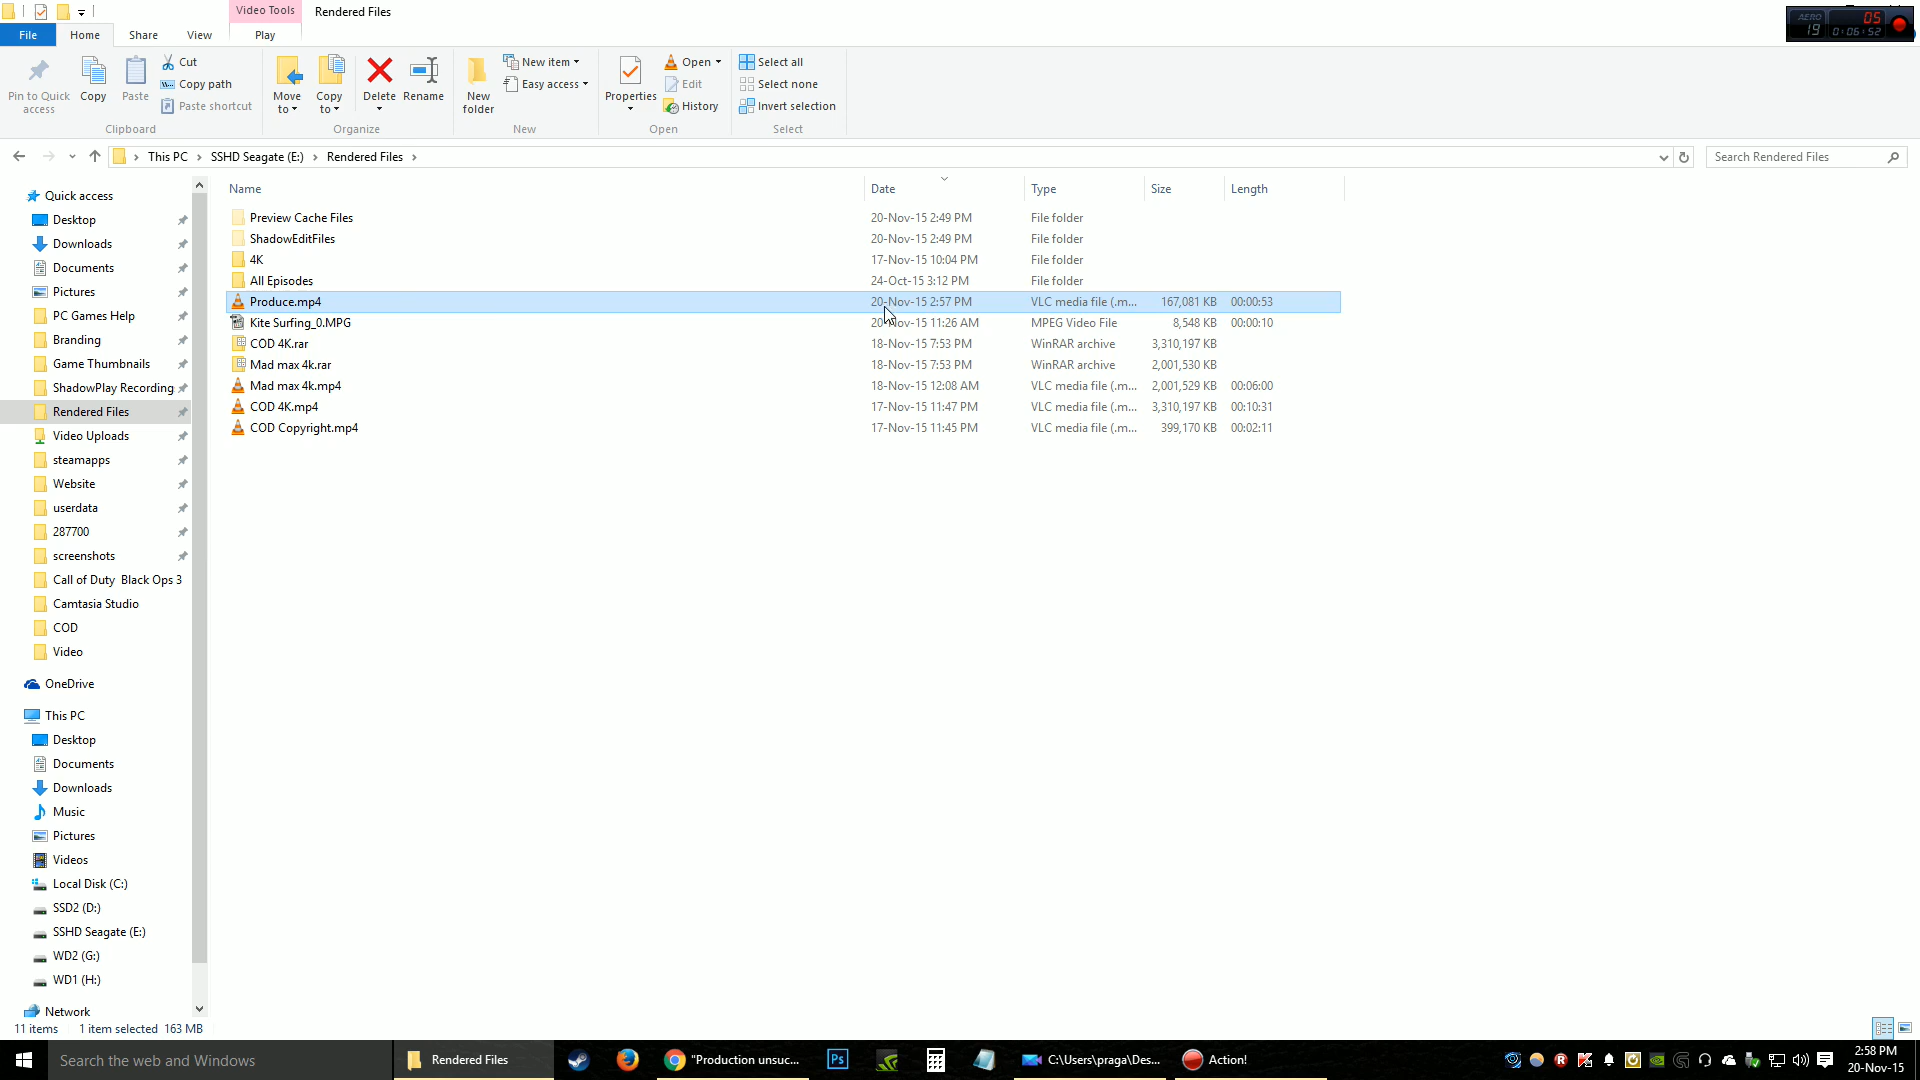 Video Tools
Rendered Files
File
Home
Share
View
Play
AERO
19
05
0:06:52
Pin to Quick access
Copy
Paste
Cut
Copy path
Paste shortcut
Clipboard
Move to
Copy to
Delete
Rename
Organize
New folder
New item
Easy access
New
Properties
Open
Edit
History
Open
Select all
Select none
Invert selection
Select
This PC
SSHD Seagate (E:)
Rendered Files
Search Rendered Files
Name
Date
Type
Size
Length
Preview Cache Files 20-Nov-15 2:49 PM File folder
ShadowEditFiles 20-Nov-15 2:49 PM File folder
4K 17-Nov-15 10:04 PM File folder
All Episodes 24-Oct-15 3:12 PM File folder
Produce.mp4 20-Nov-15 2:57 PM VLC media file (.m... 167,081 KB 00:00:53
Kite Surfing_0.MPG 20-Nov-15 11:26 AM MPEG Video File 8,548 KB 00:00:10
COD 4K.rar 18-Nov-15 7:53 PM WinRAR archive 3,310,197 KB
Mad max 4k.rar 18-Nov-15 7:53 PM WinRAR archive 2,001,530 KB
Mad max 4k.mp4 18-Nov-15 12:08 AM VLC media file (.m... 2,001,529 KB 00:06:00
COD 4K.mp4 17-Nov-15 11:47 PM VLC media file (.m... 3,310,197 KB 00:10:31
COD Copyright.mp4 17-Nov-15 11:45 PM VLC media file (.m... 399,170 KB 00:02:11
Quick access
Desktop
Downloads
Documents
Pictures
PC Games Help
Branding
Game Thumbnails
ShadowPlay Recording
Rendered Files
Video Uploads
steamapps
Website
userdata
287700
screenshots
Call of Duty Black Ops 3
Camtasia Studio
COD
Video
OneDrive
This PC
Desktop
Documents
Downloads
Music
Pictures
Videos
Local Disk (C:)
SSD2 (D:)
SSHD Seagate (E:)
WD2 (G:)
WD1 (H:)
Network
11 items 1 item selected 163 MB
Search the web and Windows
Rendered Files
"Production unsuc...
Ps
C:\Users\praga\Des...
Action!
2:58 PM
20-Nov-15